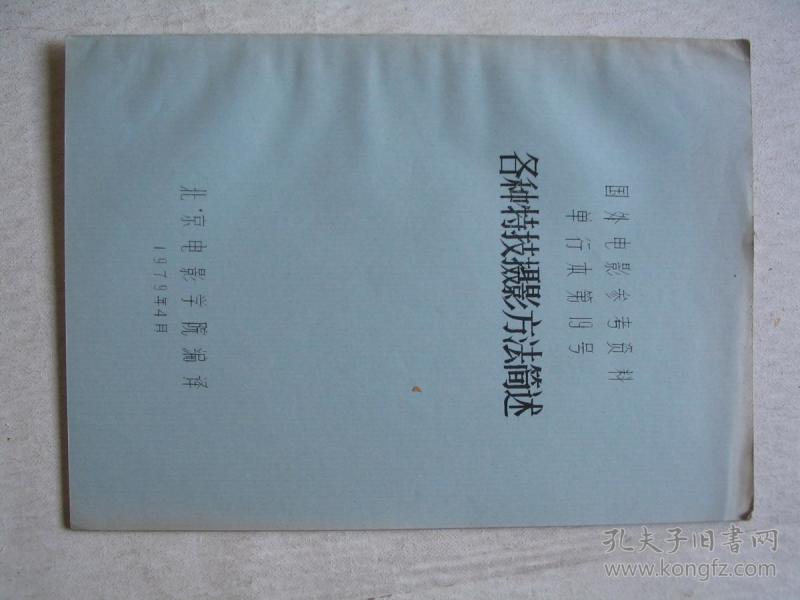 国外电影参考资料
单行本第19号
各种特技摄影方法简述
北京电影学院编译
1979年4月
孔夫子旧書网
www.kongfz.com